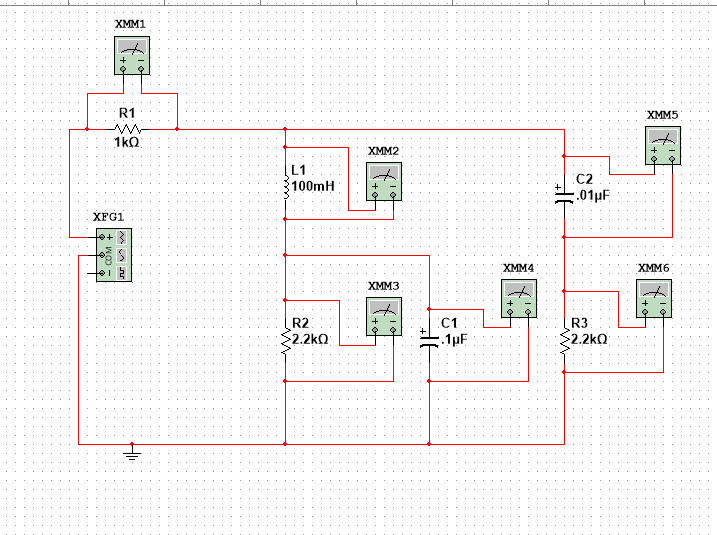 XMM1
R1
1kΩ
XMM5
XMM2
L1
100mH
C2
+
.01µF
XFG1
+
COM
XMM3
XMM4
XMM6
R2
2.2kΩ
+
C1
.1µF
R3
2.2kΩ